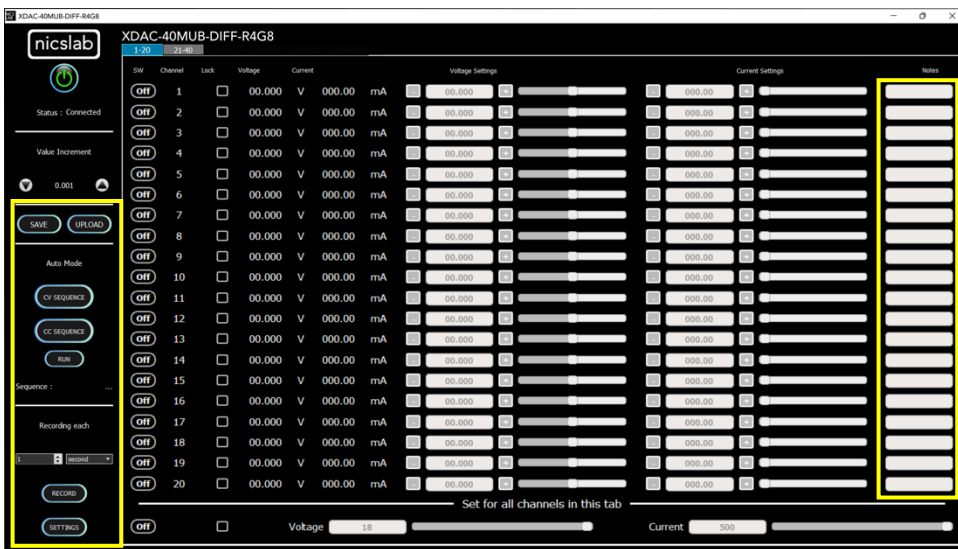 XDAC-40MUB-DIFF-R4G8
nicslab
Status : Connected
Value Increment
0.001
SAVE UPLOAD
Auto Mode
CV SEQUENCE
CC SEQUENCE
RUN
Sequence : ...
Recording each
1 second
RECORD
SETTINGS
XDAC-40MUB-DIFF-R4G8
1-20 21-40
SW Channel Lock Voltage Current Voltage Settings Current Settings Notes
Off 1 00.000 V 000.00 mA - 00.000 + - 000.00 +
Off 2 00.000 V 000.00 mA - 00.000 + - 000.00 +
Off 3 00.000 V 000.00 mA - 00.000 + - 000.00 +
Off 4 00.000 V 000.00 mA - 00.000 + - 000.00 +
Off 5 00.000 V 000.00 mA - 00.000 + - 000.00 +
Off 6 00.000 V 000.00 mA - 00.000 + - 000.00 +
Off 7 00.000 V 000.00 mA - 00.000 + - 000.00 +
Off 8 00.000 V 000.00 mA - 00.000 + - 000.00 +
Off 9 00.000 V 000.00 mA - 00.000 + - 000.00 +
Off 10 00.000 V 000.00 mA - 00.000 + - 000.00 +
Off 11 00.000 V 000.00 mA - 00.000 + - 000.00 +
Off 12 00.000 V 000.00 mA - 00.000 + - 000.00 +
Off 13 00.000 V 000.00 mA - 00.000 + - 000.00 +
Off 14 00.000 V 000.00 mA - 00.000 + - 000.00 +
Off 15 00.000 V 000.00 mA - 00.000 + - 000.00 +
Off 16 00.000 V 000.00 mA - 00.000 + - 000.00 +
Off 17 00.000 V 000.00 mA - 00.000 + - 000.00 +
Off 18 00.000 V 000.00 mA - 00.000 + - 000.00 +
Off 19 00.000 V 000.00 mA - 00.000 + - 000.00 +
Off 20 00.000 V 000.00 mA - 00.000 + - 000.00 +
Set for all channels in this tab
Off Voltage 18 Current 500